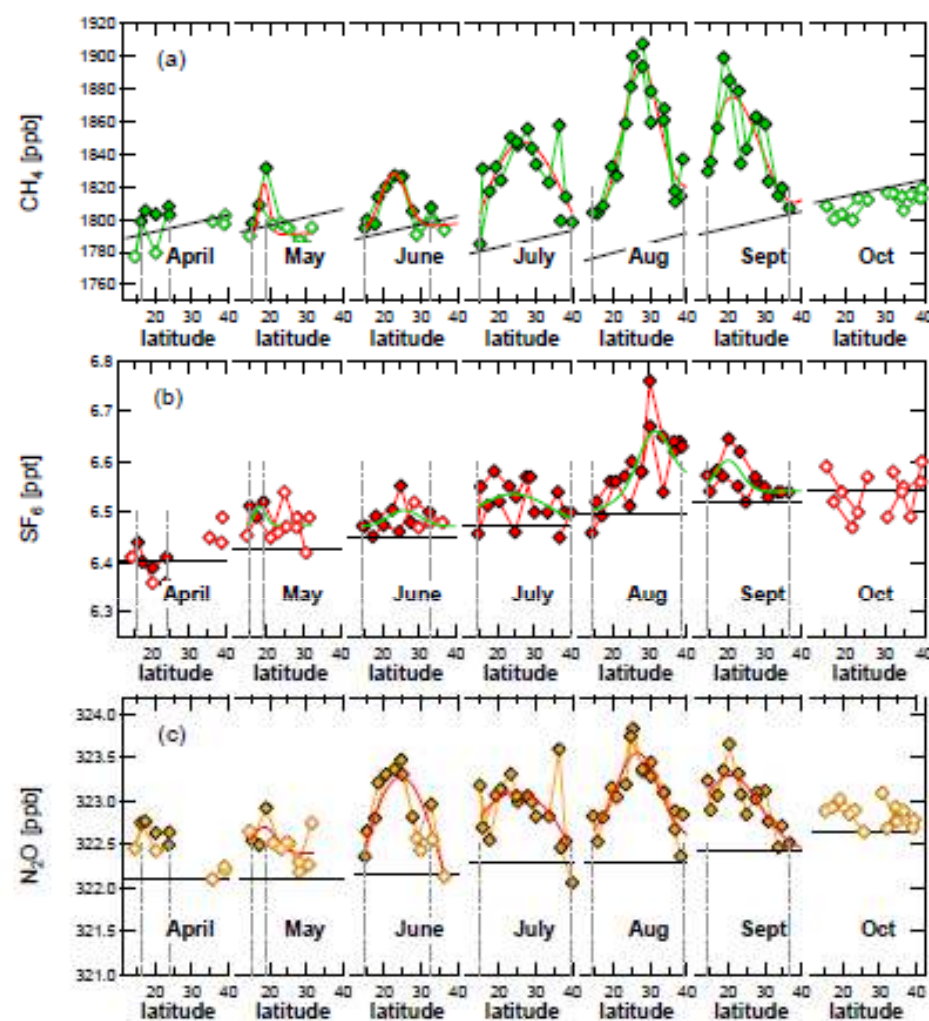 1920
1900
1880
1860
1840
1820
1800
1780
1760
CH4 [ppb]
(a)
April May June July Aug Sept Oct
20 30 40 20 30 40 20 30 40 20 30 40 20 30 40 20 30 40 20 30 40
latitude latitude latitude latitude latitude latitude latitude
6.8
6.7
6.6
6.5
6.4
6.3
SF6 [ppt]
(b)
April May June July Aug Sept Oct
20 30 40 20 30 40 20 30 40 20 30 40 20 30 40 20 30 40 20 30 40
latitude latitude latitude latitude latitude latitude latitude
324.0
323.5
323.0
322.5
322.0
321.5
321.0
N2O [ppb]
(c)
April May June July Aug Sept Oct
20 30 40 20 30 40 20 30 40 20 30 40 20 30 40 20 30 40 20 30 40
latitude latitude latitude latitude latitude latitude latitude